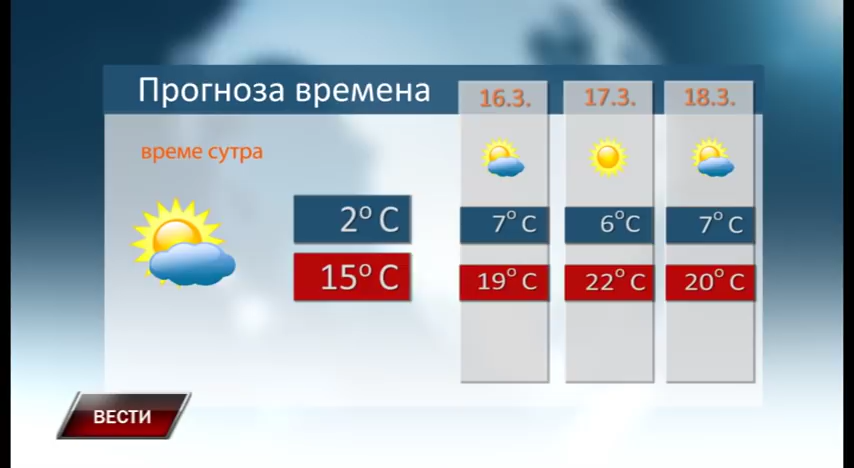 Прогноза времена
време сутра
2° C
15° C
16.3.
7° C
19° C
17.3.
6°C
22° C
18.3.
7° C
20° C
ВЕСТИ